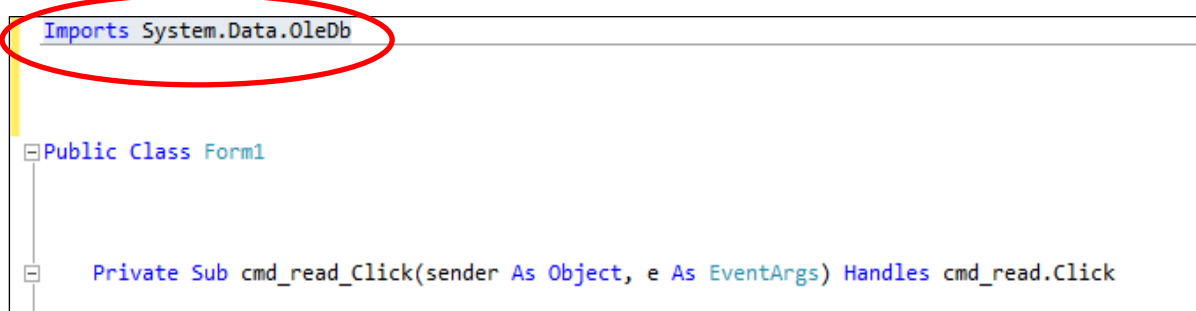 Imports System.Data.OleDb
Public Class Form1
Private Sub cmd_read_Click(sender As Object, e As EventArgs) Handles cmd_read.Click